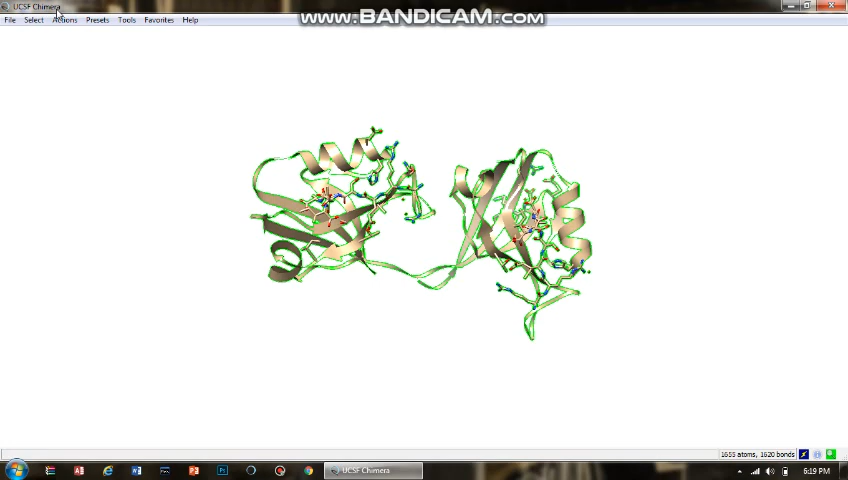 UCSF Chimera
www.BANDICAM.com
File Select Actions Presets Tools Favorites Help
1655 atoms, 1620 bonds
UCSF Chimera
6:19 PM